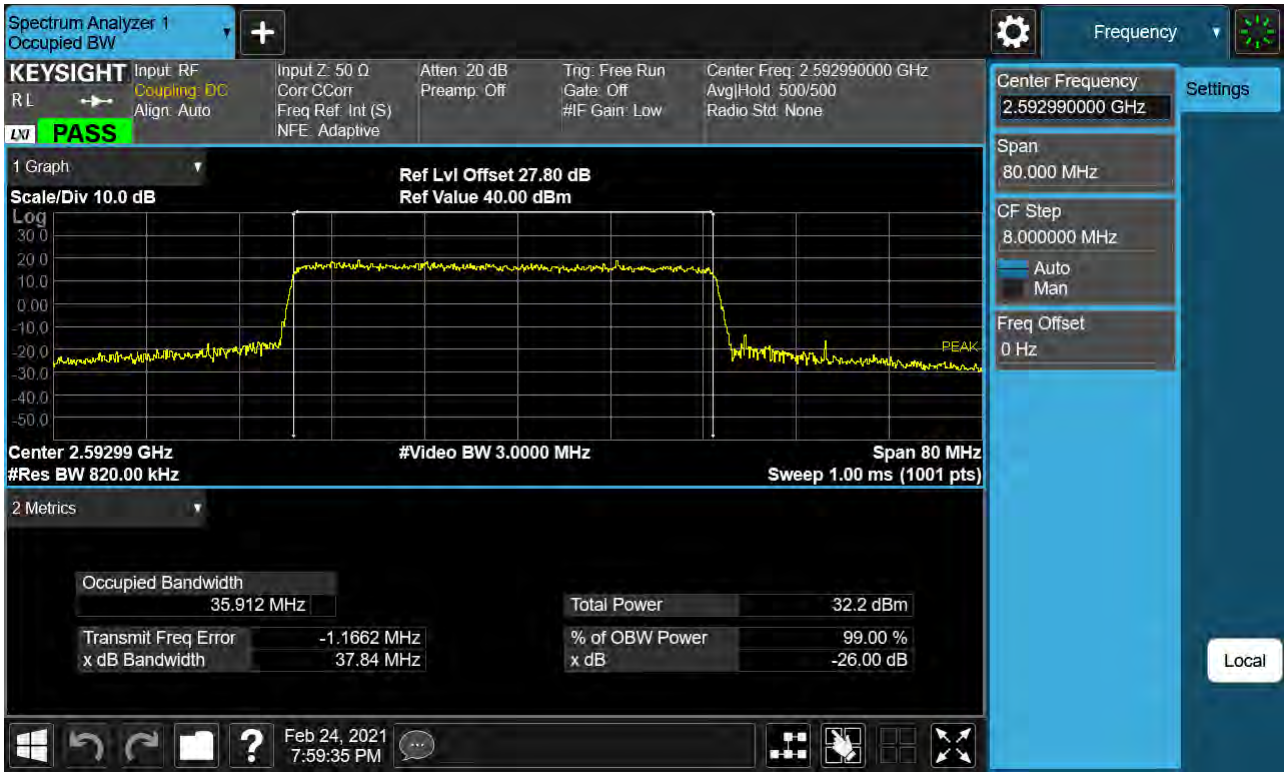 Spectrum Analyzer 1
Occupied BW
+
Frequency
KEYSIGHT
RL
LXI
PASS
Input: RF
Coupling: DC
Align: Auto
Input Z: 50 Ω
Corr CCorr
Freq Ref: Int (S)
NFE: Adaptive
Atten: 20 dB
Preamp: Off
Trig: Free Run
Gate: Off
#IF Gain: Low
Center Freq: 2.592990000 GHz
Avg|Hold: 500/500
Radio Std: None
1 Graph
Scale/Div 10.0 dB
Ref Lvl Offset 27.80 dB
Ref Value 40.00 dBm
Log
30.0
20.0
10.0
0.00
-10.0
-20.0
-30.0
-40.0
-50.0
PEAK
Center 2.59299 GHz
#Video BW 3.0000 MHz
Span 80 MHz
#Res BW 820.00 kHz
Sweep 1.00 ms (1001 pts)
2 Metrics
Occupied Bandwidth
35.912 MHz
Total Power 32.2 dBm
Transmit Freq Error -1.1662 MHz
% of OBW Power 99.00 %
x dB Bandwidth 37.84 MHz
x dB -26.00 dB
Center Frequency
2.592990000 GHz
Span
80.000 MHz
CF Step
8.000000 MHz
Auto
Man
Freq Offset
0 Hz
Settings
Local
?
Feb 24, 2021
7:59:35 PM